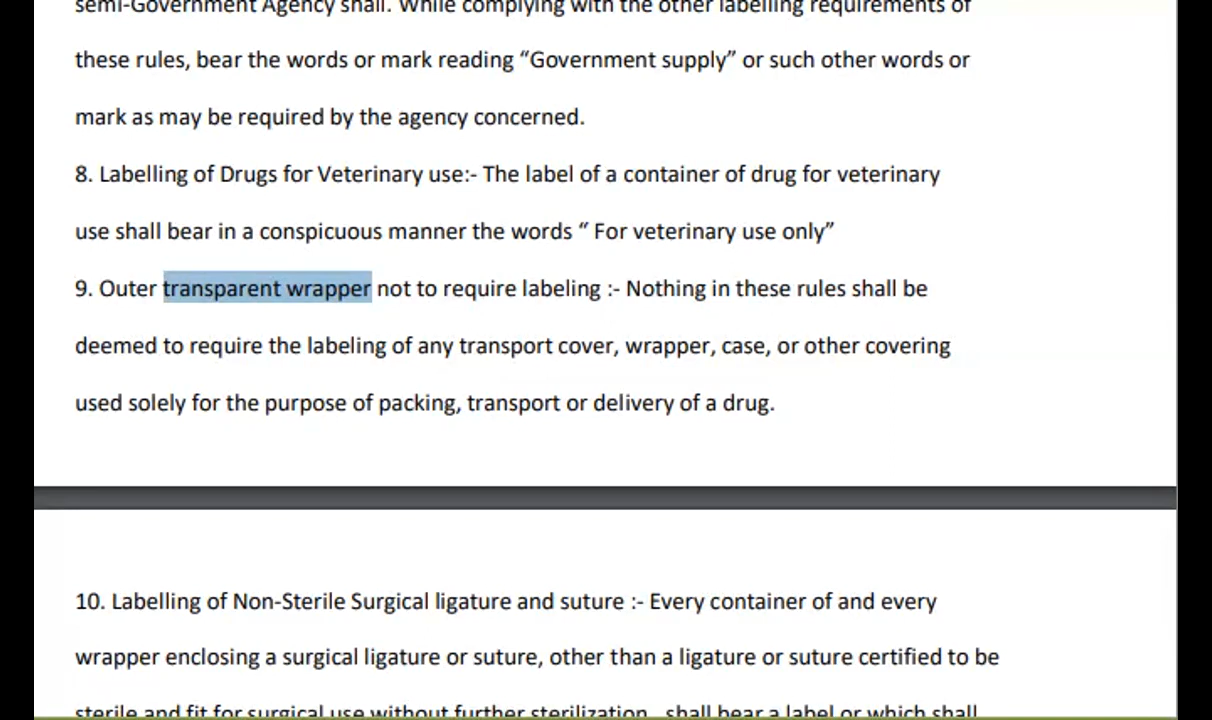 semi-Government Agency shall. While complying with the other labelling requirements of
these rules, bear the words or mark reading “Government supply” or such other words or
mark as may be required by the agency concerned.
8. Labelling of Drugs for Veterinary use:- The label of a container of drug for veterinary
use shall bear in a conspicuous manner the words “ For veterinary use only”
9. Outer transparent wrapper not to require labeling :- Nothing in these rules shall be
deemed to require the labeling of any transport cover, wrapper, case, or other covering
used solely for the purpose of packing, transport or delivery of a drug.
10. Labelling of Non-Sterile Surgical ligature and suture :- Every container of and every
wrapper enclosing a surgical ligature or suture, other than a ligature or suture certified to be
sterile and fit for surgical use without further sterilization, shall bear a label or which shall